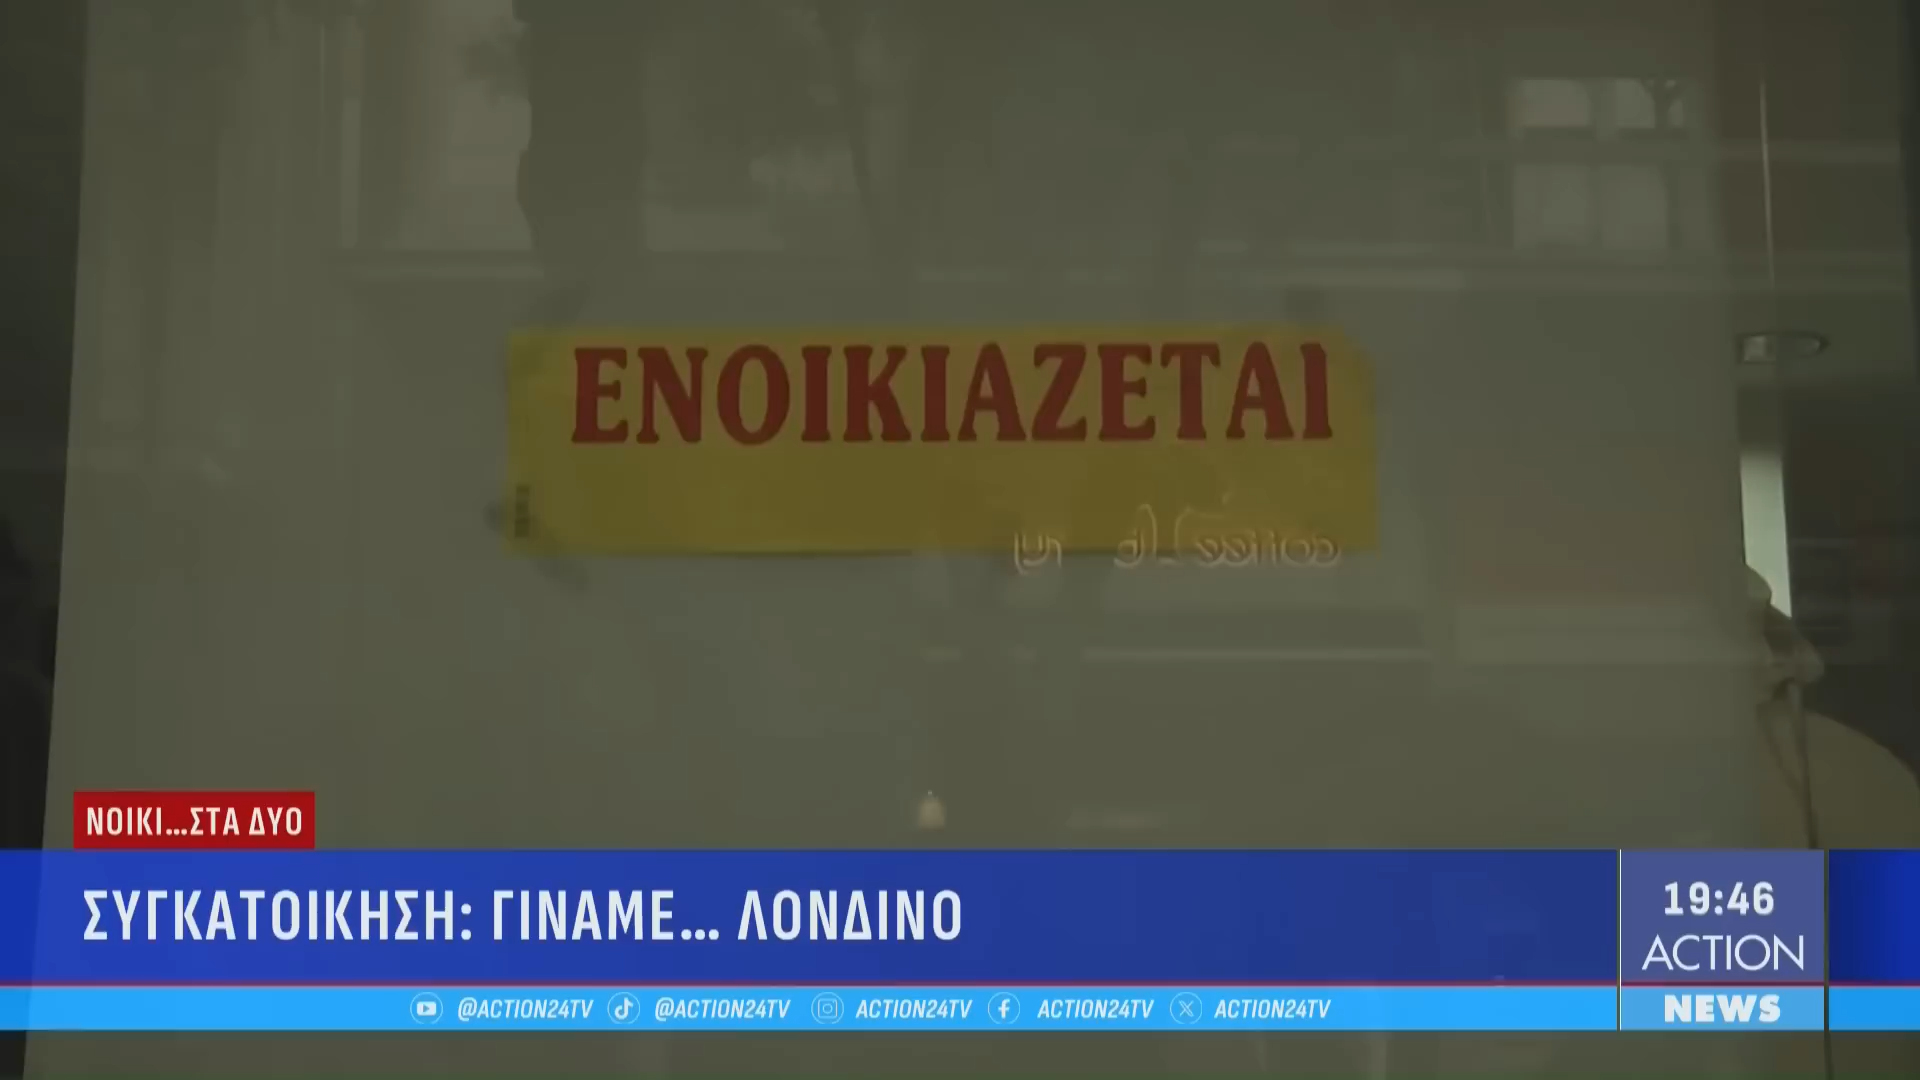 ΕΝΟΙΚΙΑΖΕΤΑΙ
ΝΟΙΚΙ...ΣΤΑ ΔΥΟ
ΣΥΓΚΑΤΟΙΚΗΣΗ: ΓΙΝΑΜΕ... ΛΟΝΔΙΝΟ
19:46
ACTION
NEWS
@ACTION24TV @ACTION24TV ACTION24TV ACTION24TV ACTION24TV